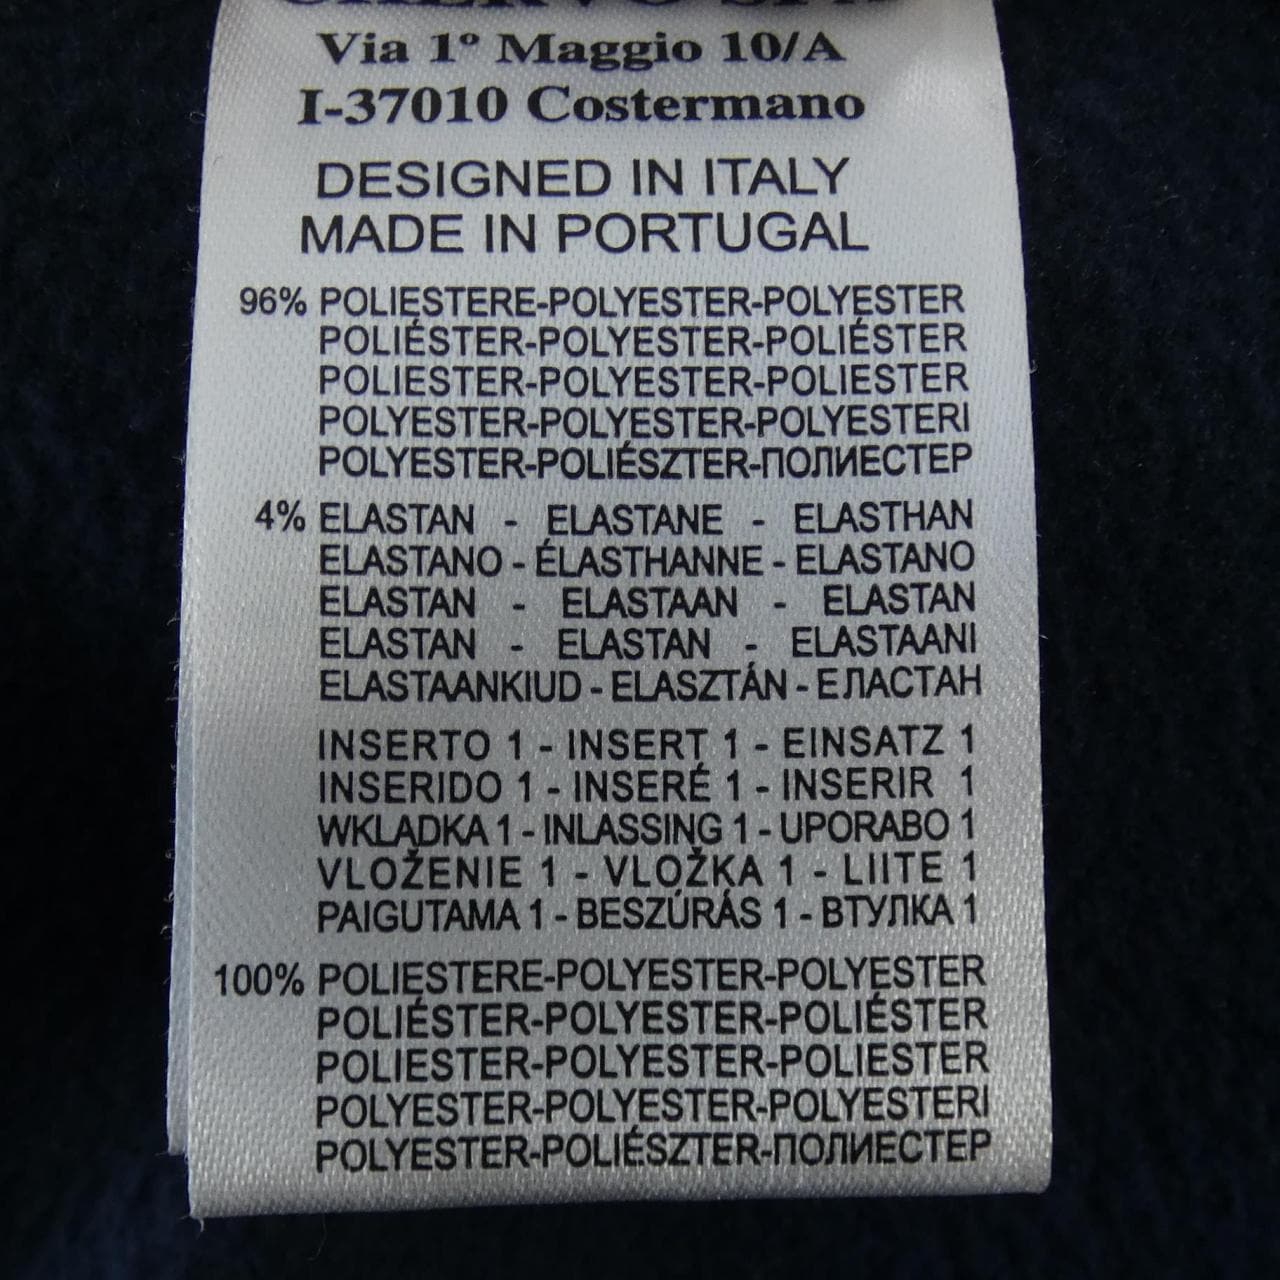 Via 1º Maggio 10/A
I-37010 Costermano
DESIGNED IN ITALY
MADE IN PORTUGAL
96% POLIESTERE-POLYESTER-POLYESTER
POLIÉSTER-POLYESTER-POLIÉSTER
POLIESTER-POLYESTER-POLIESTER
POLYESTER-POLYESTER-POLYESTERI
POLYESTER-POLIÉSZTER-ПОЛИЕСТЕР
4% ELASTAN - ELASTANE - ELASTHAN
ELASTANO - ÉLASTHANNE - ELASTANO
ELASTAN - ELASTAAN - ELASTAN
ELASTAN - ELASTAN - ELASTAANI
ELASTAANKIUD - ELASZTÁN - ЕЛАСТАН
INSERTO 1 - INSERT 1 - EINSATZ 1
INSERIDO 1 - INSERÉ 1 - INSERIR 1
WKLĄDKA 1 - INLASSING 1 - UPORABO 1
VLOŽENIE 1 - VLOŽKA 1 - LIITE 1
PAIGUTAMA 1 - BESZÚRÁS 1 - ВТУЛКА 1
100% POLIESTERE-POLYESTER-POLYESTER
POLIÉSTER-POLYESTER-POLIÉSTER
POLIESTER-POLYESTER-POLIESTER
POLYESTER-POLYESTER-POLYESTERI
POLYESTER-POLIÉSZTER-ПОЛИЕСТЕР